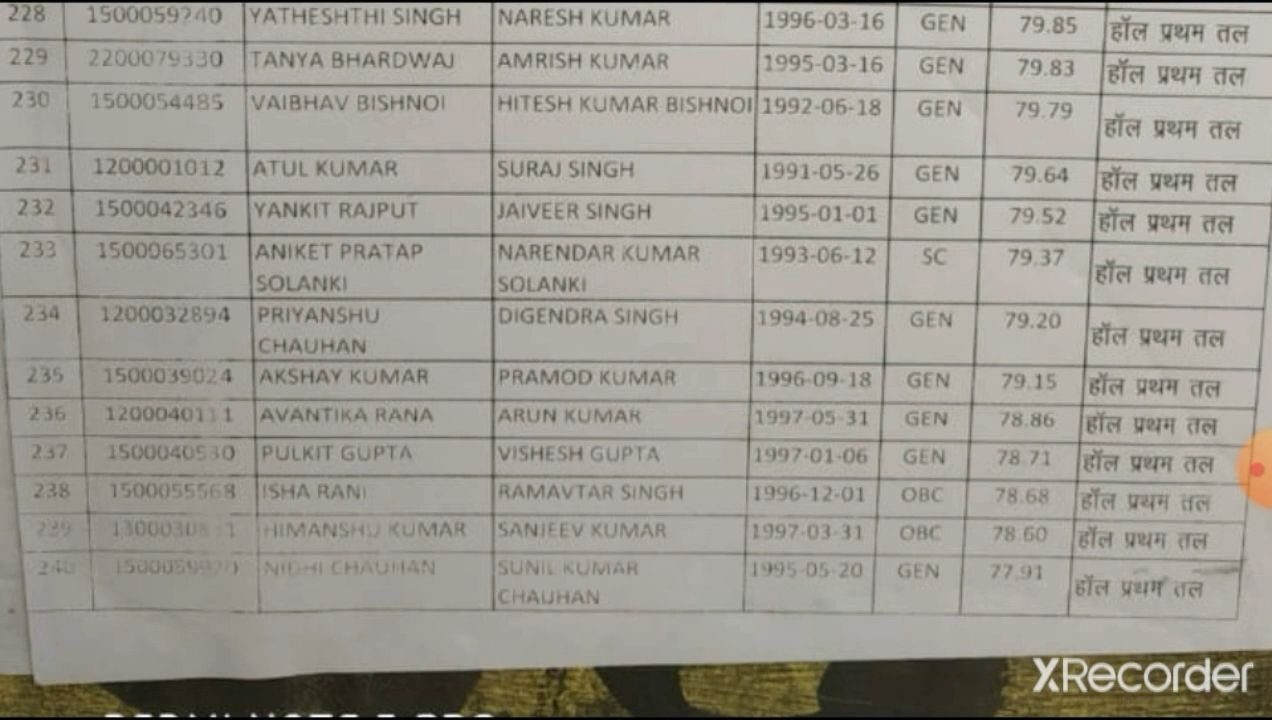 228 1500059240 YATHESHTHI SINGH NARESH KUMAR 1996-03-16 GEN 79.85 हॉल प्रथम तल
229 2200079330 TANYA BHARDWAJ AMRISH KUMAR 1995-03-16 GEN 79.83 हॉल प्रथम तल
230 1500054485 VAIBHAV BISHNOI HITESH KUMAR BISHNOI 1992-06-18 GEN 79.79 हॉल प्रथम तल
231 1200001012 ATUL KUMAR SURAJ SINGH 1991-05-26 GEN 79.64 हॉल प्रथम तल
232 1500042346 YANKIT RAJPUT JAIVEER SINGH 1995-01-01 GEN 79.52 हॉल प्रथम तल
233 1500065301 ANIKET PRATAP NARENDAR KUMAR 1993-06-12 SC 79.37 हॉल प्रथम तल
SOLANKI SOLANKI
234 1200032894 PRIYANSHU DIGENDRA SINGH 1994-08-25 GEN 79.20 हॉल प्रथम तल
CHAUHAN
235 1500039024 AKSHAY KUMAR PRAMOD KUMAR 1996-09-18 GEN 79.15 हॉल प्रथम तल
236 1200040111 AVANTIKA RANA ARUN KUMAR 1997-05-31 GEN 78.86 हॉल प्रथम तल
237 1500040530 PULKIT GUPTA VISHESH GUPTA 1997-01-06 GEN 78.71 हॉल प्रथम तल
238 1500055568 ISHA RANI RAMAVTAR SINGH 1996-12-01 OBC 78.68 हॉल प्रथम तल
239 HIMANSHU KUMAR SANJEEV KUMAR 1997-03-31 OBC 78.60 हॉल प्रथम तल
240 NIDHI CHAUHAN SUNIL KUMAR 1995-05-20 GEN 77.91 हॉल प्रथम तल
CHAUHAN
XRecorder